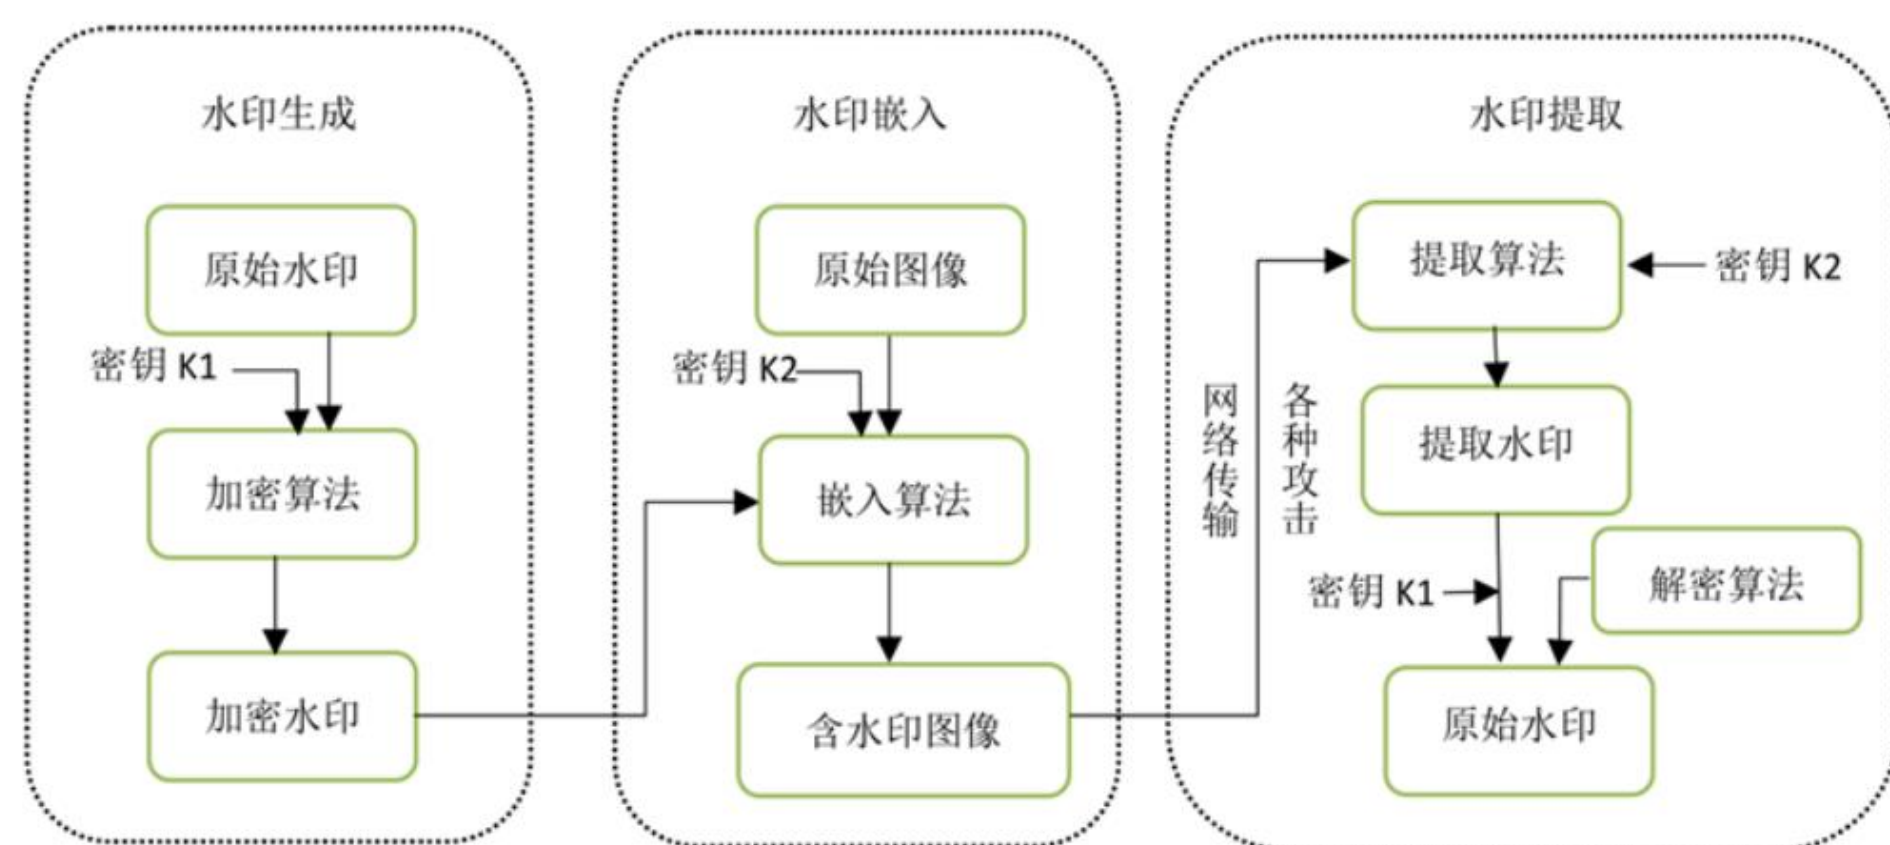 水印生成
原始水印
密钥 K1
加密算法
加密水印
水印嵌入
原始图像
密钥 K2
嵌入算法
含水印图像
水印提取
网络传输
各种攻击
提取算法
密钥 K2
提取水印
密钥 K1
解密算法
原始水印